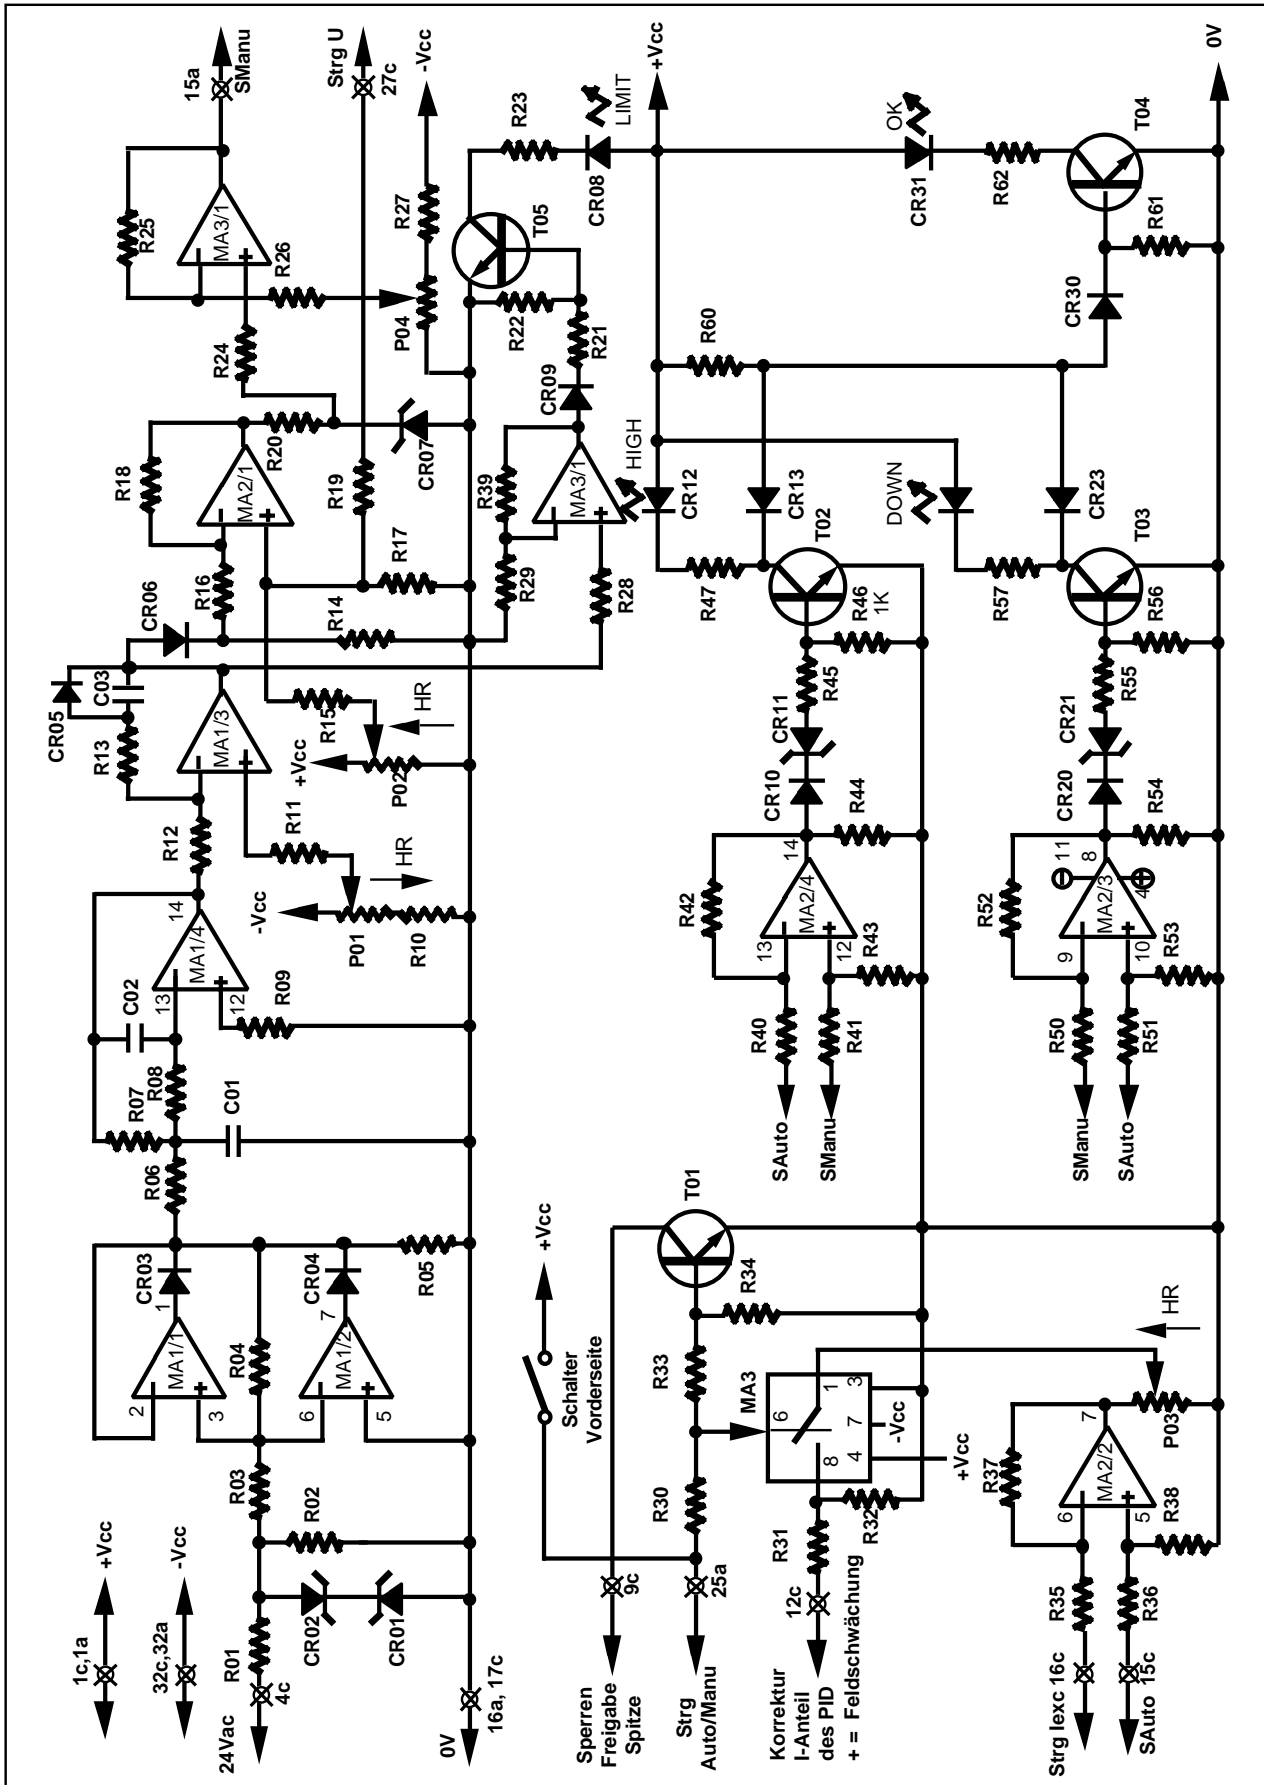 1c,1a
+Vcc
32c,32a
-Vcc
24Vac
4c
R01
CR02
CR01
R02
R03
0V
16a, 17c
2
3
MA1/1
1
CR03
R04
6
5
MA1/2
7
CR04
R05
R06
R07
R08
C01
C02
13
12
MA1/4
14
R09
R12
-Vcc
P01
R10
HR
R11
CR05
R13
C03
MA1/3
+Vcc
R15
P02
HR
CR06
R16
R14
R18
MA2/1
R20
R19
R17
CR07
R24
R25
MA3/1
R26
15a
SManu
Strg U
27c
-Vcc
R27
P04
R29
R39
R28
MA3/1
CR09
R21
R22
T05
R23
CR08
LIMIT
+Vcc
Sperren
Freigabe
Spitze
9c
Strg
Auto/Manu
25a
Schalter
Vorderseite
+Vcc
R30
R33
R34
T01
Korrektur
I-Anteil
des PID
+ = Feldschwächung
12c
R31
R32
MA3
6
8
1
4
7
3
-Vcc
+Vcc
SAuto
SManu
R40
R41
R42
13
12
MA2/4
14
R43
R44
CR10
CR11
R45
R46
1K
T02
R47
CR12
HIGH
CR13
R60
CR31
OK
R62
T04
Strg Iexc 16c
SAuto 15c
R35
R36
R37
6
5
MA2/2
7
R38
P03
HR
SManu
SAuto
R50
R51
R52
9
10
MA2/3
11
8
4
R53
R54
CR20
CR21
R55
R56
T03
R57
DOWN
CR23
CR30
R61
0V